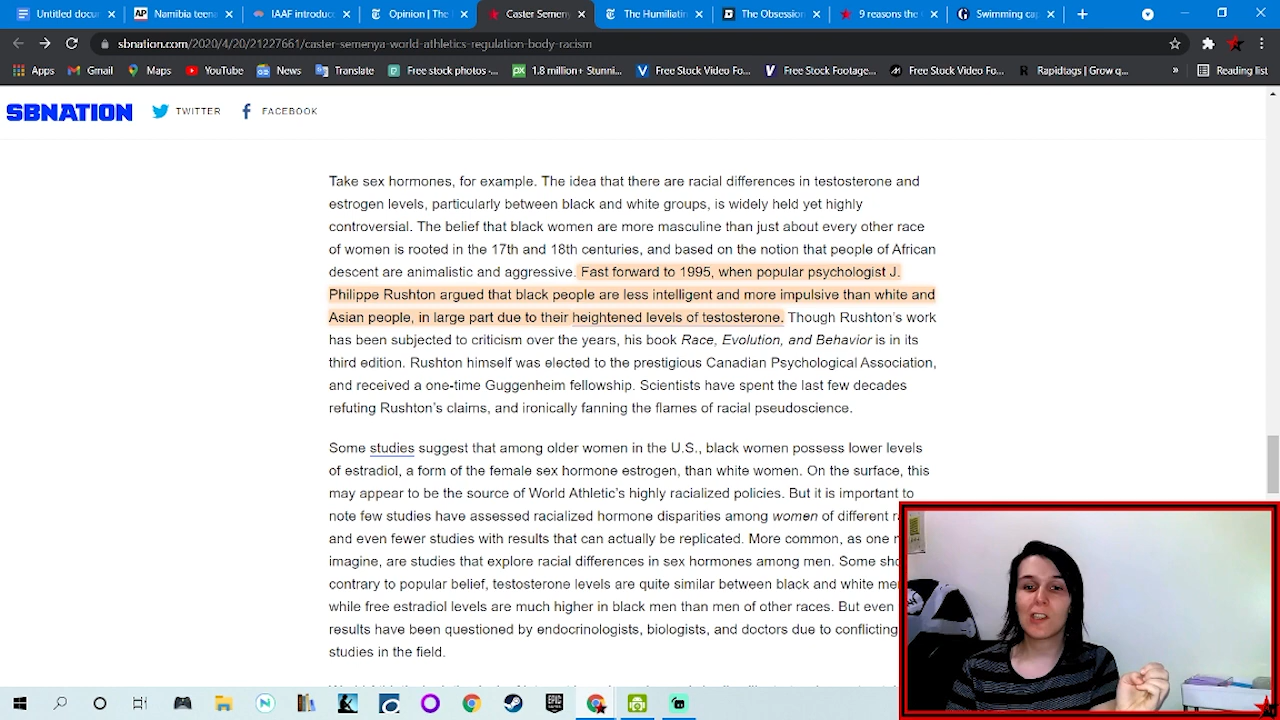 Untitled docum
AP Namibia teena
IAAF introduc
Opinion | The
Caster Semeny
The Humiliatin
The Obsession
9 reasons the
Swimming cap
sbnation.com/2020/4/20/21227661/caster-semenya-world-athletics-regulation-body-racism
Apps
Gmail
Maps
YouTube
News
Translate
Free stock photos -...
1.8 million+ Stunni...
Free Stock Video Fo...
Free Stock Footage...
Free Stock Video Fo...
Rapidtags | Grow q...
»
Reading list
SBNATION TWITTER FACEBOOK
Take sex hormones, for example. The idea that there are racial differences in testosterone and
estrogen levels, particularly between black and white groups, is widely held yet highly
controversial. The belief that black women are more masculine than just about every other race
of women is rooted in the 17th and 18th centuries, and based on the notion that people of African
descent are animalistic and aggressive. Fast forward to 1995, when popular psychologist J.
Philippe Rushton argued that black people are less intelligent and more impulsive than white and
Asian people, in large part due to their heightened levels of testosterone. Though Rushton's work
has been subjected to criticism over the years, his book Race, Evolution, and Behavior is in its
third edition. Rushton himself was elected to the prestigious Canadian Psychological Association,
and received a one-time Guggenheim fellowship. Scientists have spent the last few decades
refuting Rushton's claims, and ironically fanning the flames of racial pseudoscience.
Some studies suggest that among older women in the U.S., black women possess lower levels
of estradiol, a form of the female sex hormone estrogen, than white women. On the surface, this
may appear to be the source of World Athletic's highly racialized policies. But it is important to
note few studies have assessed racialized hormone disparities among women of different
and even fewer studies with results that can actually be replicated. More common, as one
imagine, are studies that explore racial differences in sex hormones among men. Some
contrary to popular belief, testosterone levels are quite similar between black and white
while free estradiol levels are much higher in black men than men of other races. But even
results have been questioned by endocrinologists, biologists, and doctors due to conflicting
studies in the field.